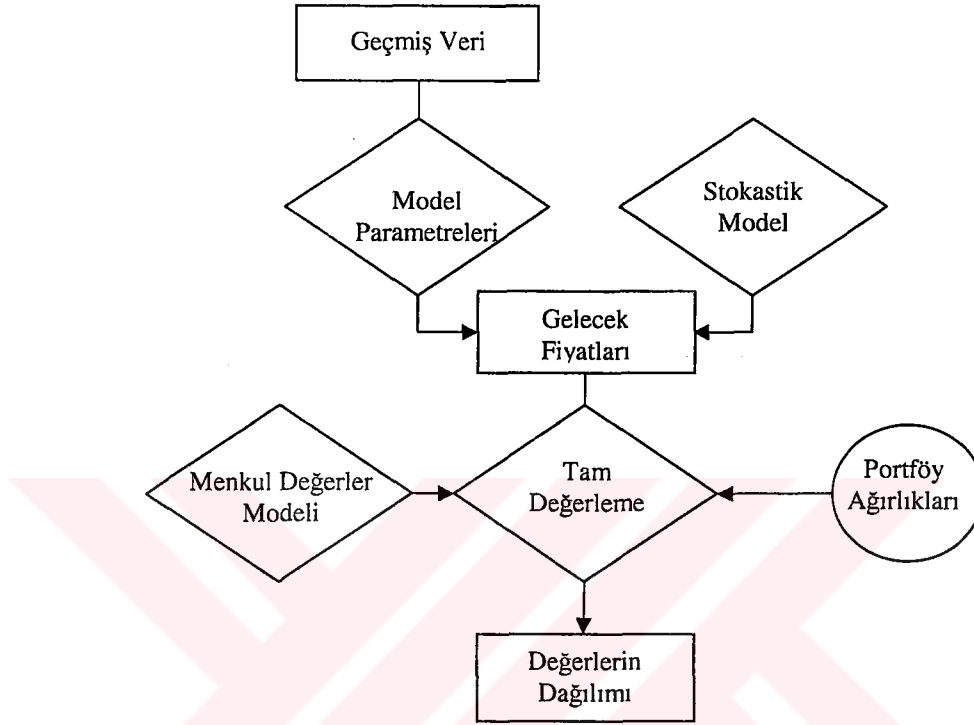 Geçmiş Veri
Model
Parametreleri
Stokastik
Model
Gelecek
Fiyatları
Menkul Değerler
Modeli
Tam
Değerleme
Portföy
Ağırlıkları
Değerlerin
Dağılımı